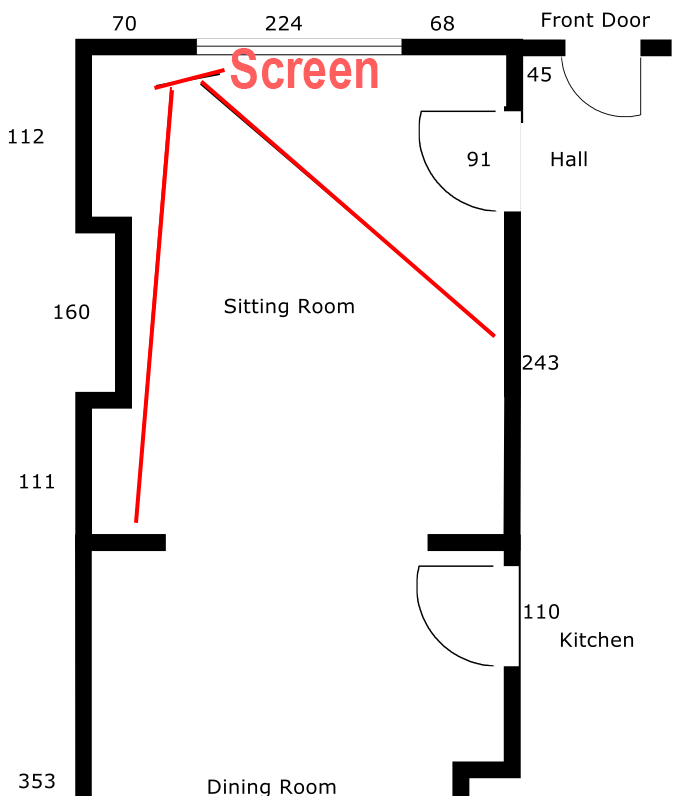 Front Door
70
224
68
Screen
45
112
91
Hall
160
Sitting Room
243
111
110
Kitchen
353
Dining Room